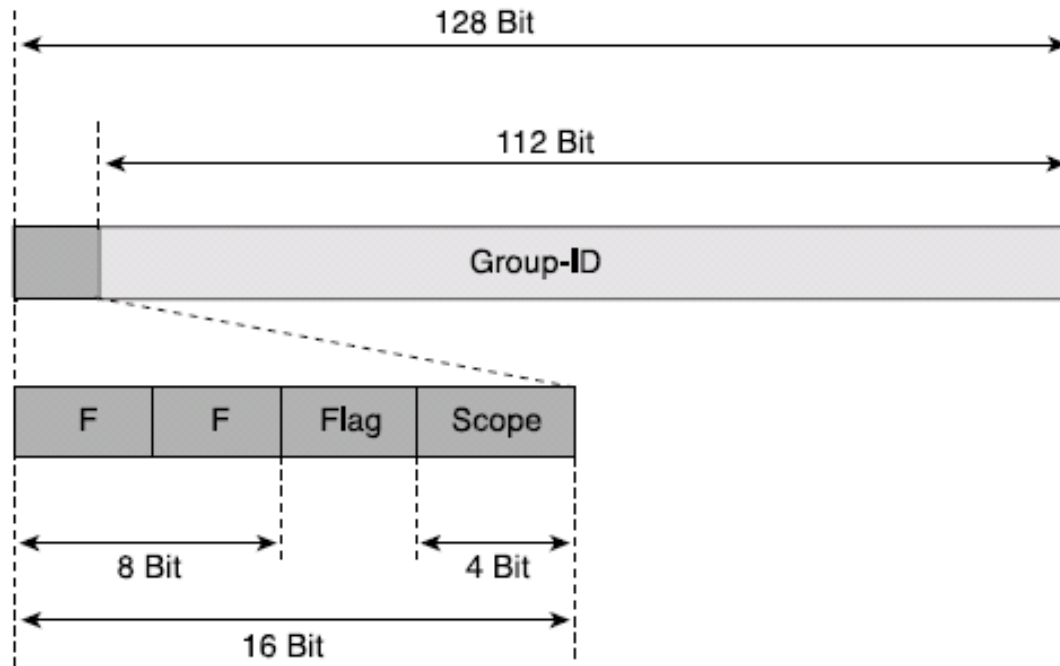 128 Bit
112 Bit
Group-ID
F F Flag Scope
8 Bit 4 Bit
16 Bit